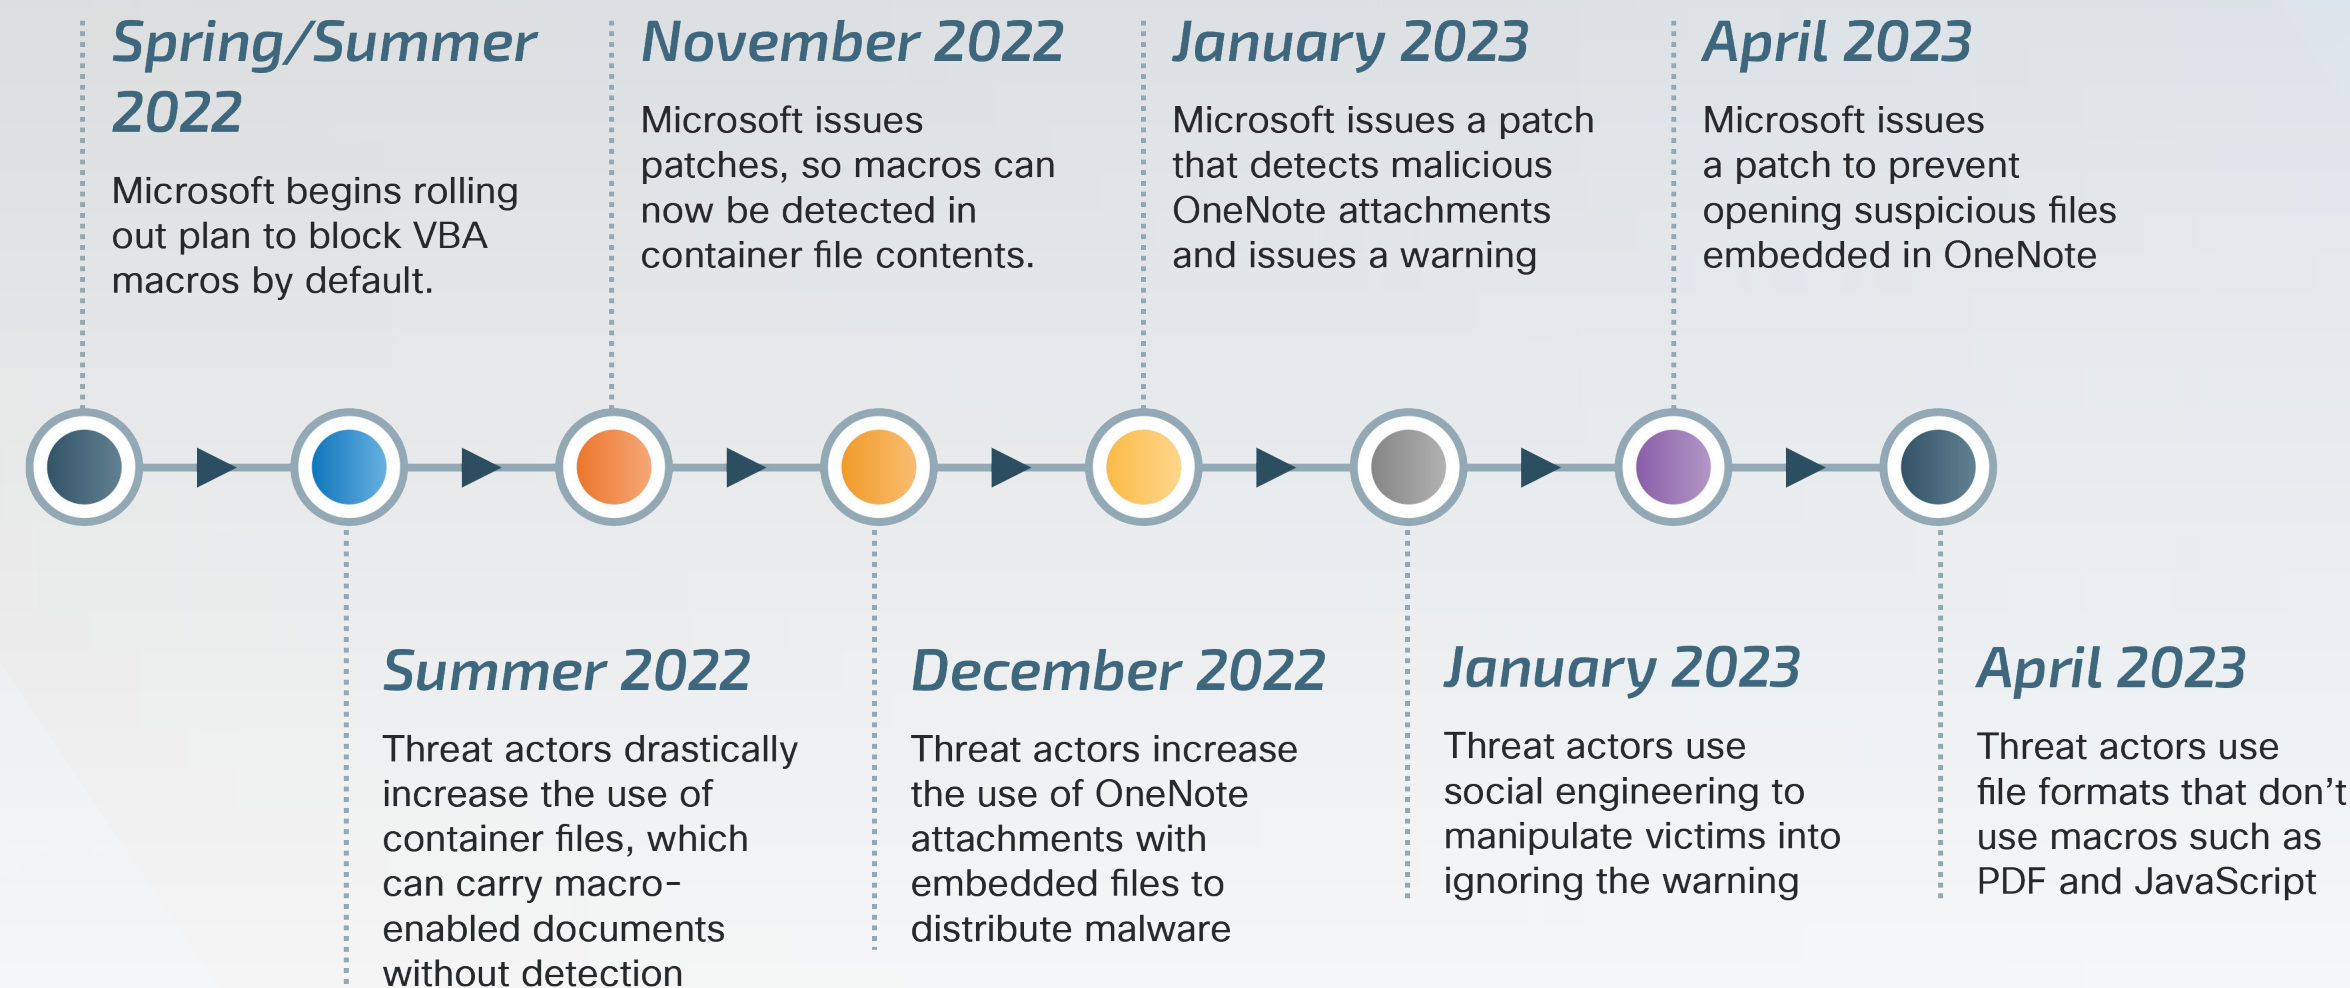 Spring/Summer
2022
Microsoft begins rolling
out plan to block VBA
macros by default.
November 2022
Microsoft issues
patches, so macros can
now be detected in
container file contents.
January 2023
Microsoft issues a patch
that detects malicious
OneNote attachments
and issues a warning
April 2023
Microsoft issues
a patch to prevent
opening suspicious files
embedded in OneNote
Summer 2022
Threat actors drastically
increase the use of
container files, which
can carry macro-
enabled documents
without detection
December 2022
Threat actors increase
the use of OneNote
attachments with
embedded files to
distribute malware
January 2023
Threat actors use
social engineering to
manipulate victims into
ignoring the warning
April 2023
Threat actors use
file formats that don’t
use macros such as
PDF and JavaScript